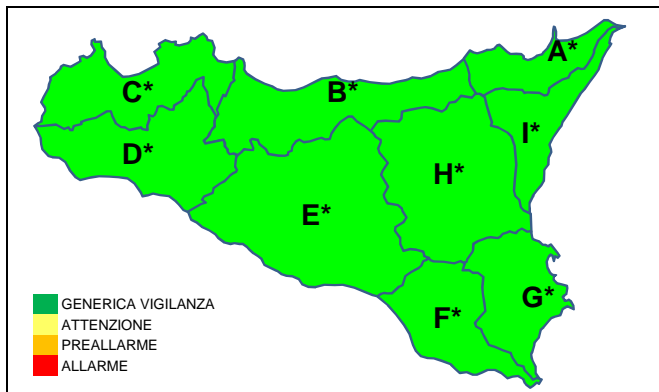 A*
C*
B*
I*
D*
H*
E*
G*
F*
GENERICA VIGILANZA
ATTENZIONE
PREALLARME
ALLARME